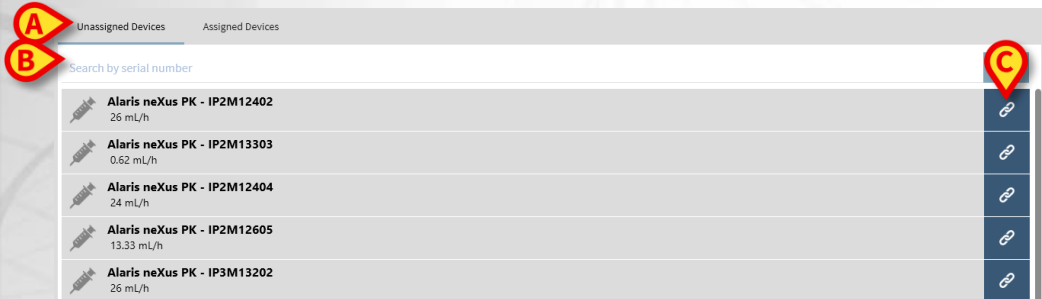 A
Unassigned Devices Assigned Devices
B
Search by serial number
C
Alaris neXus PK - IP2M12402
26 mL/h
Alaris neXus PK - IP2M13303
0.62 mL/h
Alaris neXus PK - IP2M12404
24 mL/h
Alaris neXus PK - IP2M12605
13.33 mL/h
Alaris neXus PK - IP3M13202
26 mL/h